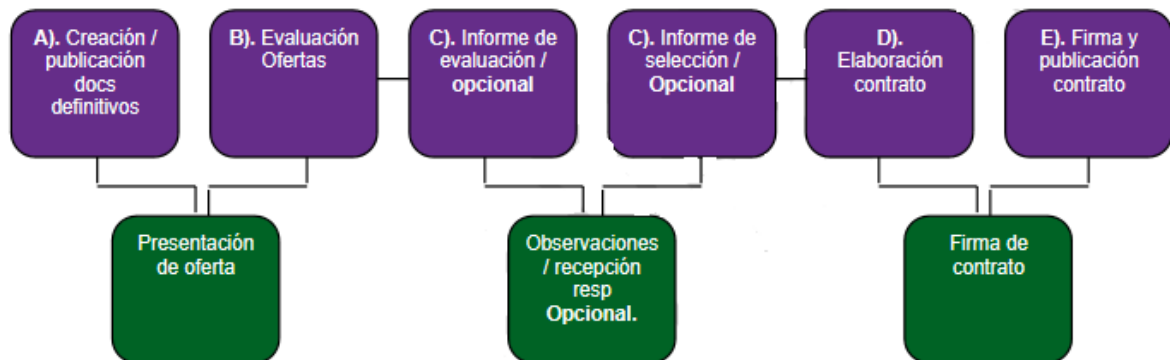 A). Creación /
publicación
docs
definitivos
B). Evaluación
Ofertas
C). Informe de
evaluación /
opcional
C). Informe de
selección /
Opcional
D).
Elaboración
contrato
E). Firma y
publicación
contrato
Presentación
de oferta
Observaciones
/ recepción
resp
Opcional.
Firma de
contrato